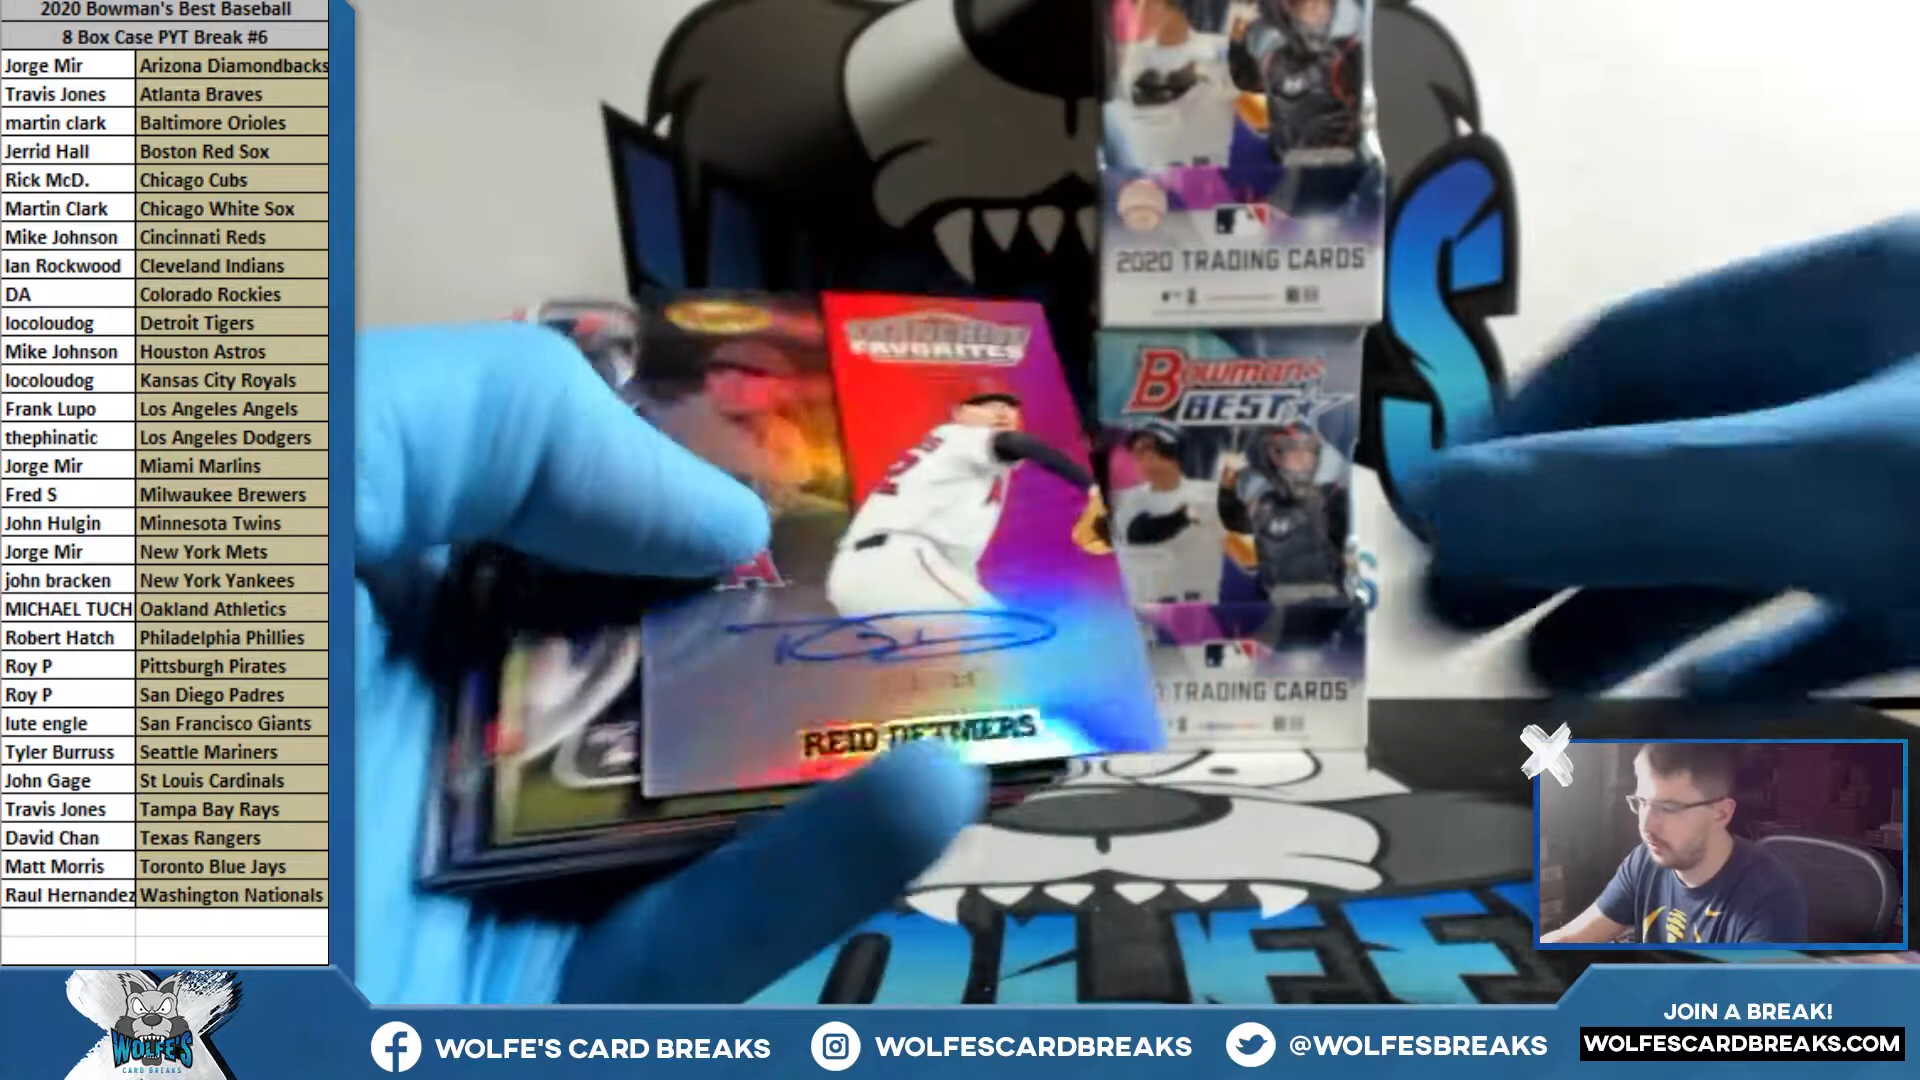 2020 Bowman's Best Baseball
8 Box Case PYT Break #6
Jorge Mir Arizona Diamondbacks
Travis Jones Atlanta Braves
martin clark Baltimore Orioles
Jerrid Hall Boston Red Sox
Rick McD. Chicago Cubs
Martin Clark Chicago White Sox
Mike Johnson Cincinnati Reds
Ian Rockwood Cleveland Indians
DA Colorado Rockies
locoloudog Detroit Tigers
Mike Johnson Houston Astros
locoloudog Kansas City Royals
Frank Lupo Los Angeles Angels
thephinatic Los Angeles Dodgers
Jorge Mir Miami Marlins
Fred S Milwaukee Brewers
John Hulgin Minnesota Twins
Jorge Mir New York Mets
john bracken New York Yankees
MICHAEL TUCH Oakland Athletics
Robert Hatch Philadelphia Phillies
Roy P Pittsburgh Pirates
Roy P San Diego Padres
lute engle San Francisco Giants
Tyler Burruss Seattle Mariners
John Gage St Louis Cardinals
Travis Jones Tampa Bay Rays
David Chan Texas Rangers
Matt Morris Toronto Blue Jays
Raul Hernandez Washington Nationals
2020 TRADING CARDS
Bowman's
BEST
TRADING CARDS
FAVORITES
REID DETMERS
WOLFE'S
CARD BREAKS
WOLFE'S CARD BREAKS
WOLFESCARDBREAKS
@WOLFESBREAKS
JOIN A BREAK!
WOLFESCARDBREAKS.COM